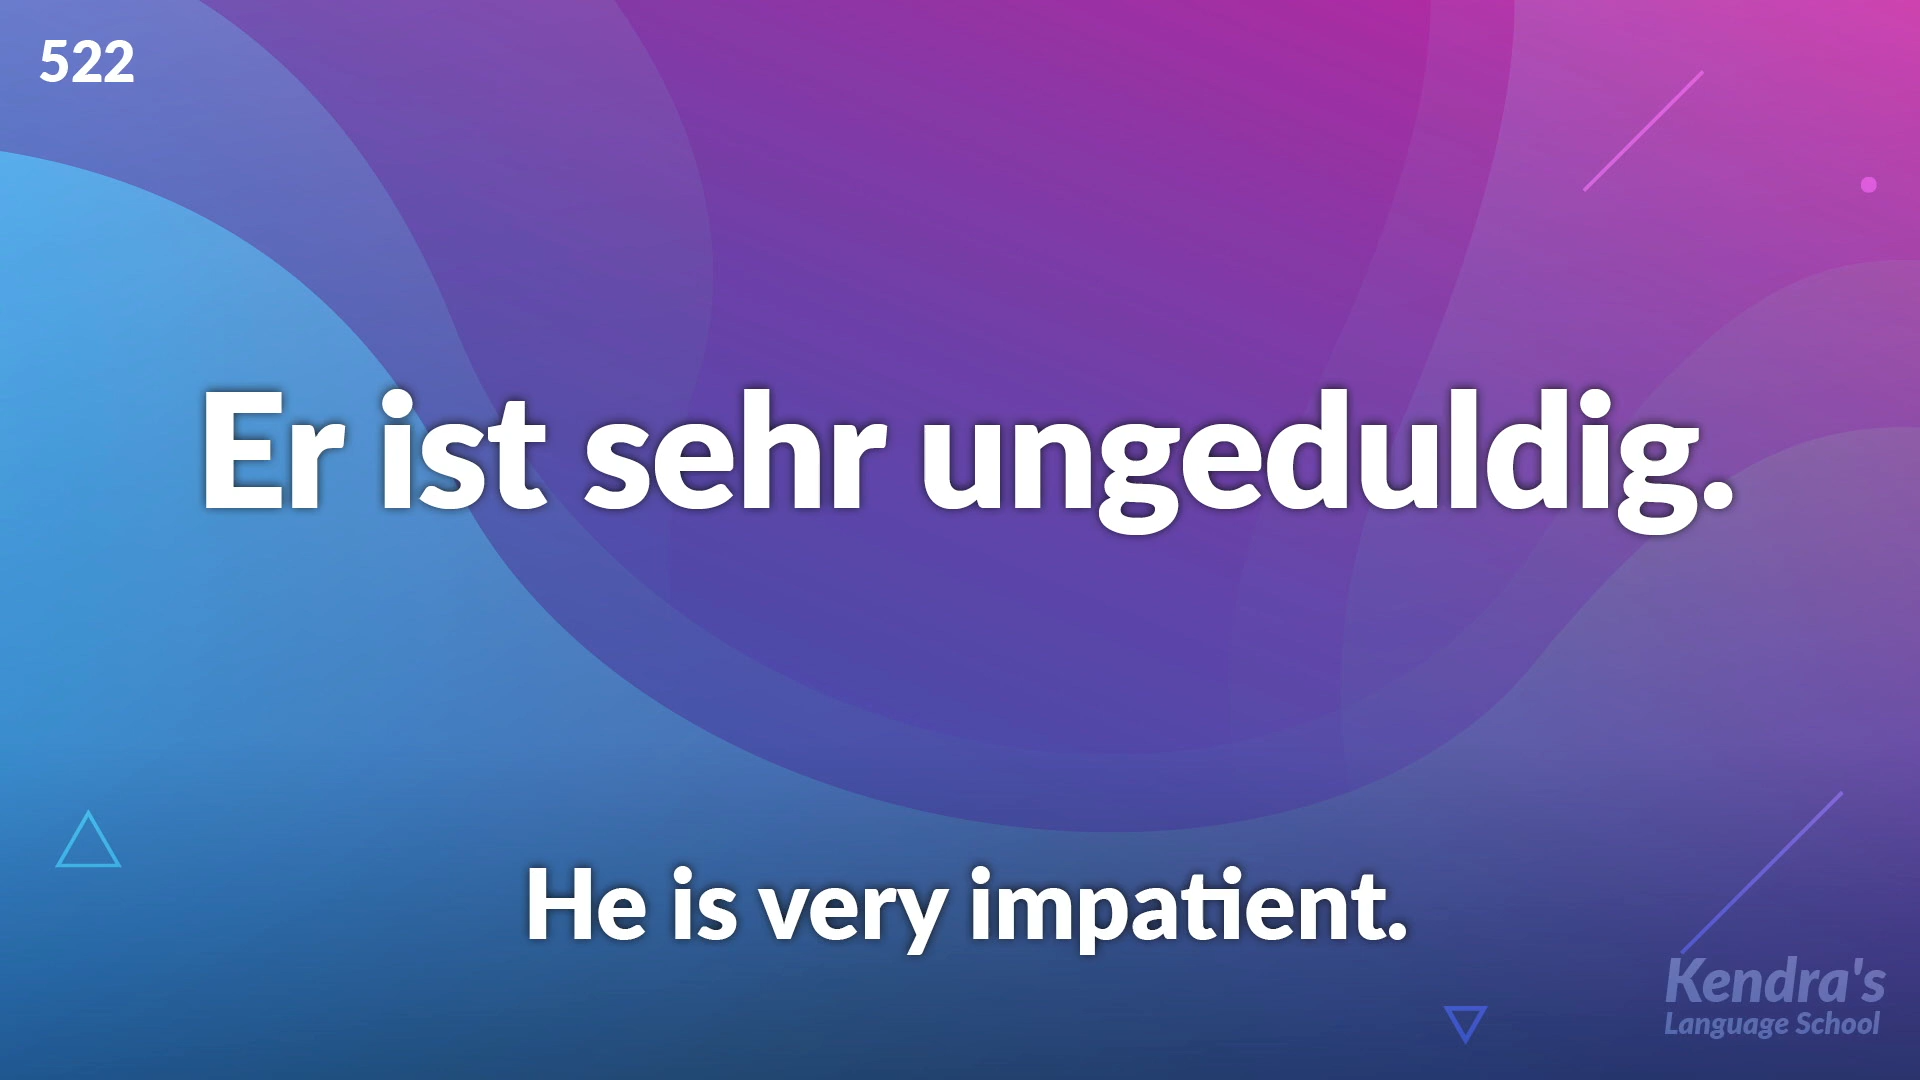 522
Er ist sehr ungeduldig.
He is very impatient.
Kendra's
Language School